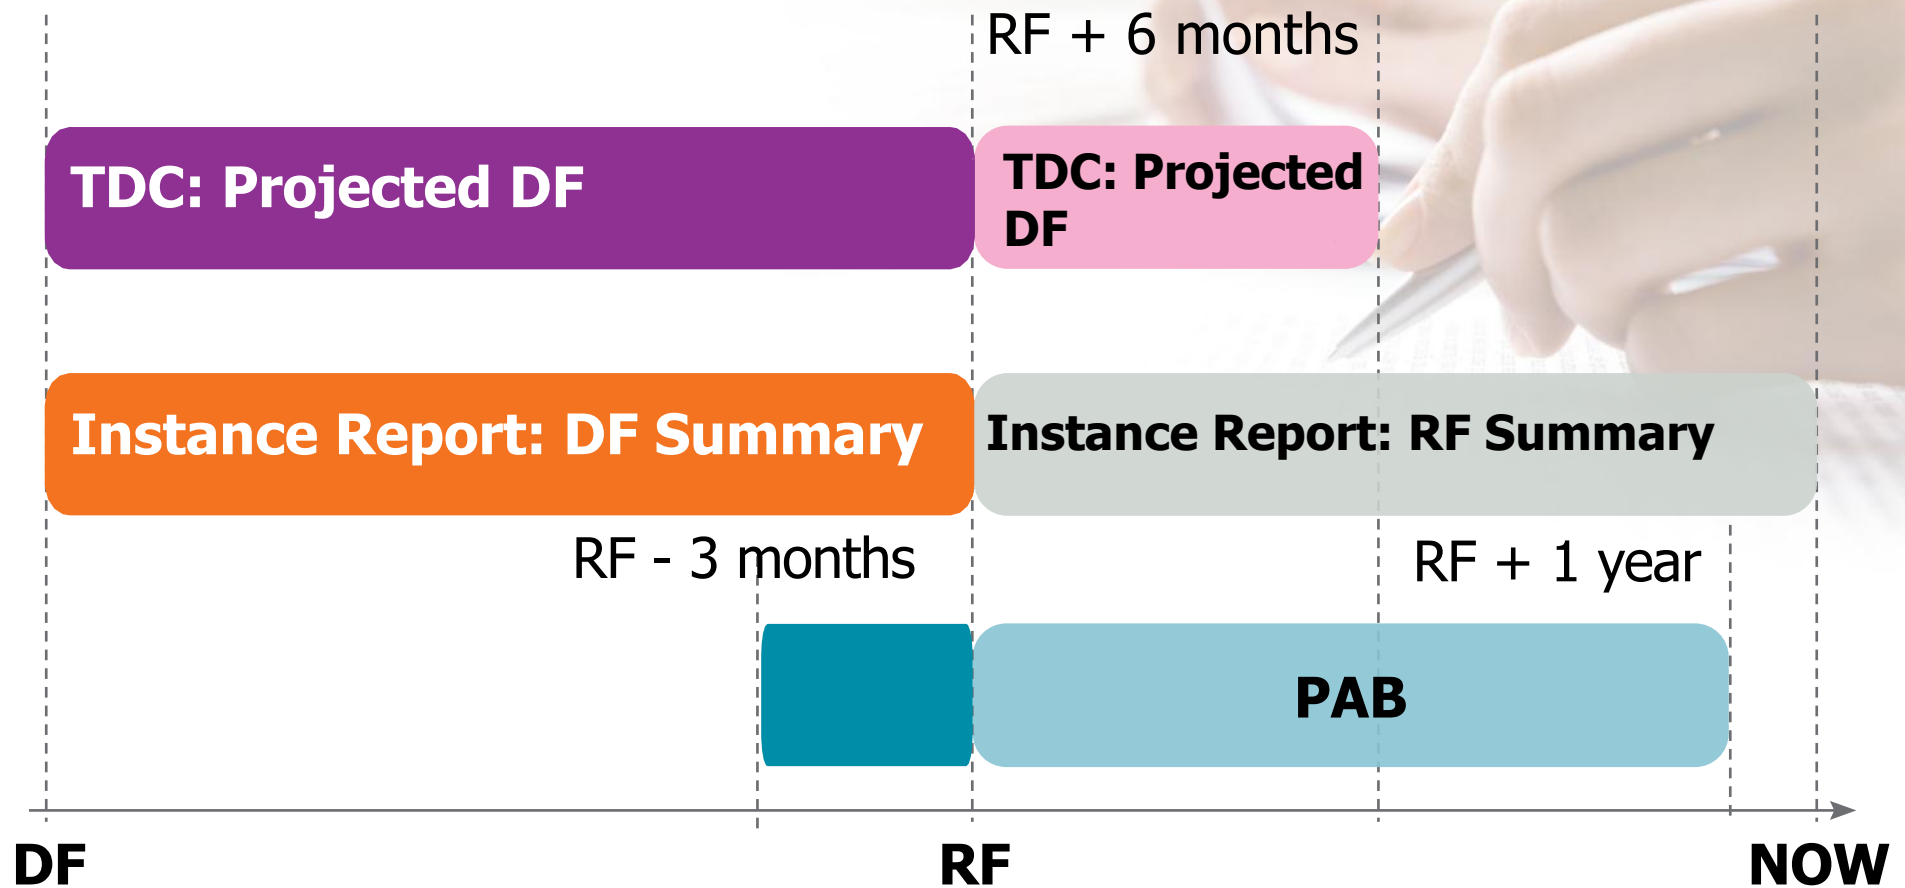 RF + 6 months
TDC: Projected DF
TDC: Projected
DF
Instance Report: DF Summary
Instance Report: RF Summary
RF - 3 months
RF + 1 year
PAB
DF
RF
NOW